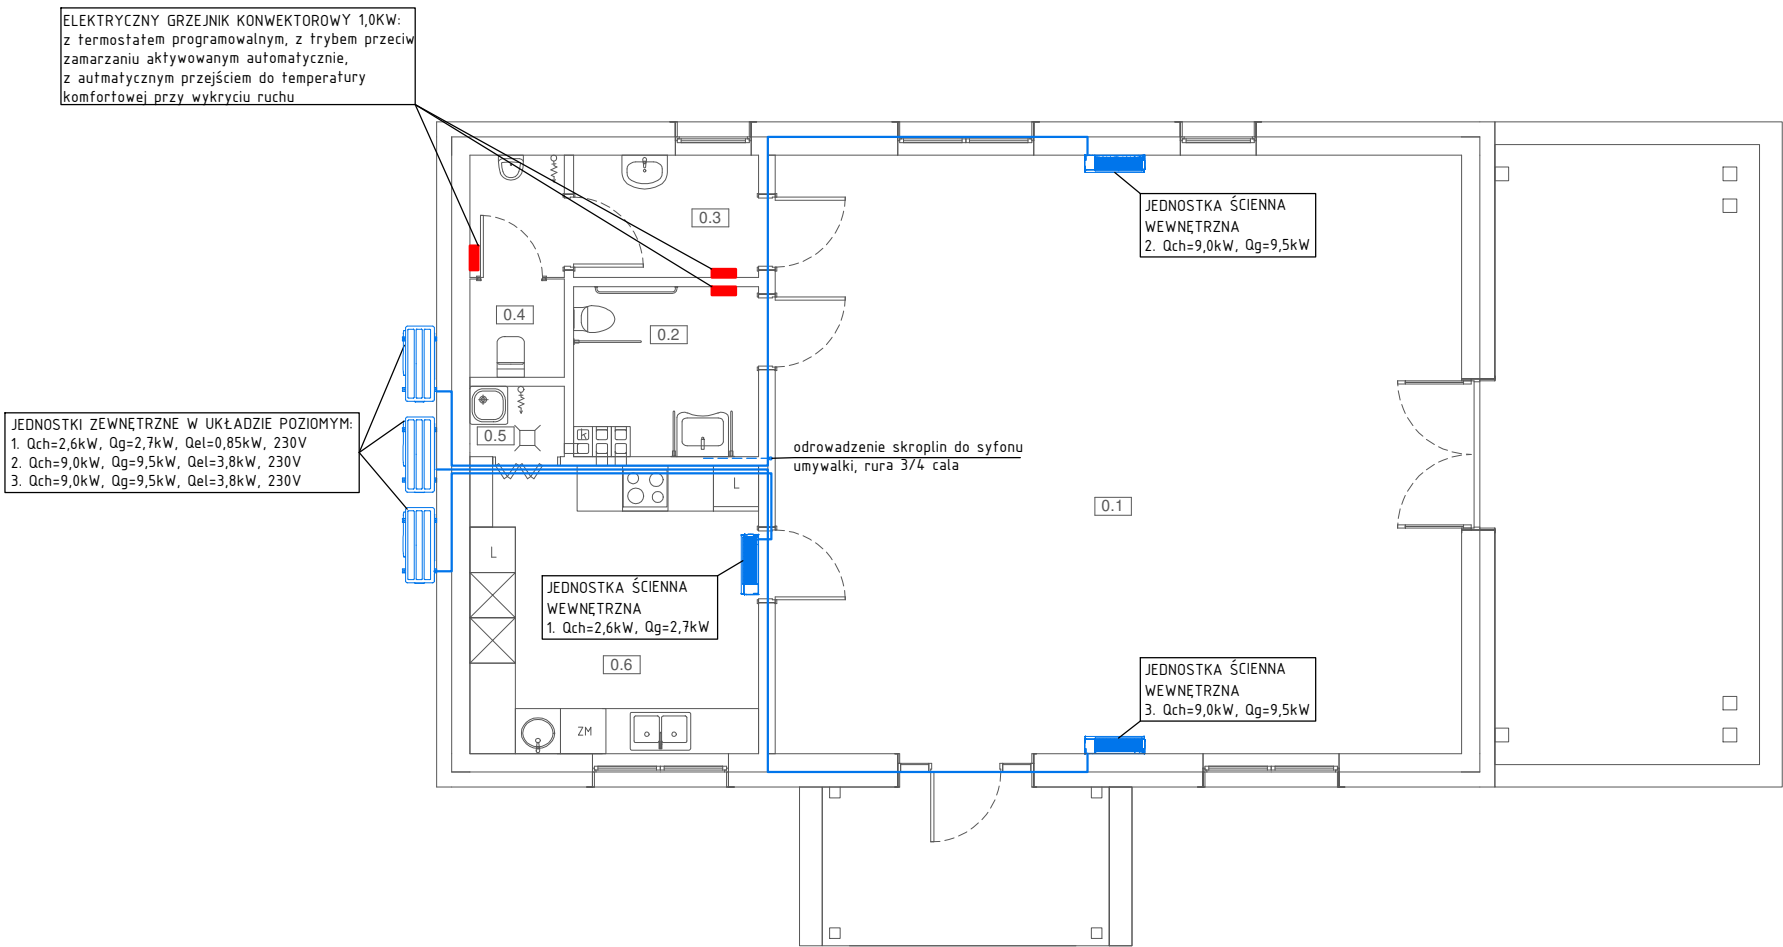 ELEKTRYCZNY GRZEJNIK KONWEKTOROWY 1,0KW:
z termostatem programowalnym, z trybem przeciw
zamarzaniu aktywowanym automatycznie,
z autmatycznym przejściem do temperatury
komfortowej przy wykryciu ruchu
0.3
JEDNOSTKA ŚCIENNA
WEWNĘTRZNA
2. Qch=9,0kW, Qg=9,5kW
0.4
0.2
JEDNOSTKI ZEWNĘTRZNE W UKŁADZIE POZIOMYM:
1. Qch=2,6kW, Qg=2,7kW, Qel=0,85kW, 230V
2. Qch=9,0kW, Qg=9,5kW, Qel=3,8kW, 230V
3. Qch=9,0kW, Qg=9,5kW, Qel=3,8kW, 230V
0.5
k
odrowadzenie skroplin do syfonu
umywalki, rura 3/4 cala
L
0.1
L
JEDNOSTKA ŚCIENNA
WEWNĘTRZNA
1. Qch=2,6kW, Qg=2,7kW
0.6
JEDNOSTKA ŚCIENNA
WEWNĘTRZNA
3. Qch=9,0kW, Qg=9,5kW
ZM